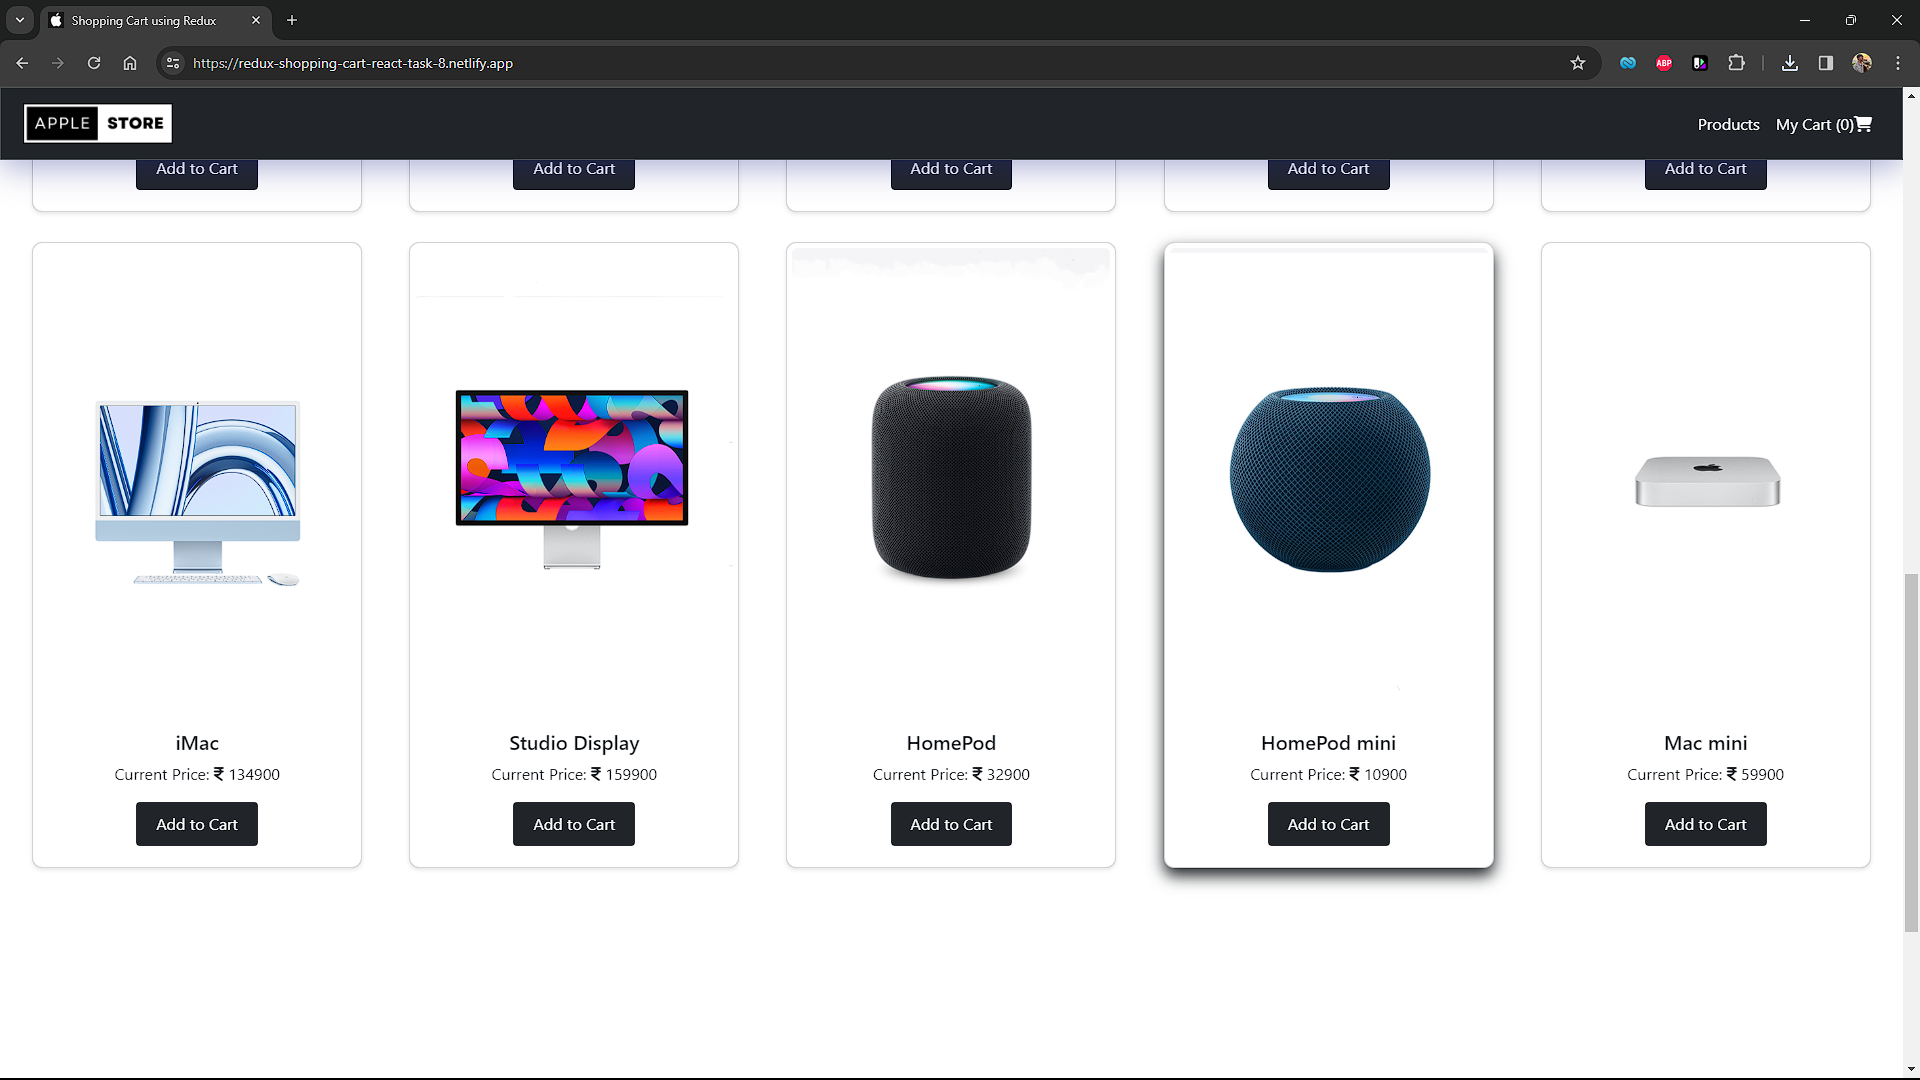 Shopping Cart using Redux
https://redux-shopping-cart-react-task-8.netlify.app
ABP
APPLE STORE
Products My Cart (0)
Add to Cart Add to Cart Add to Cart Add to Cart Add to Cart
iMac Studio Display HomePod HomePod mini Mac mini
Current Price: ₹ 134900 Current Price: ₹ 159900 Current Price: ₹ 32900 Current Price: ₹ 10900 Current Price: ₹ 59900
Add to Cart Add to Cart Add to Cart Add to Cart Add to Cart